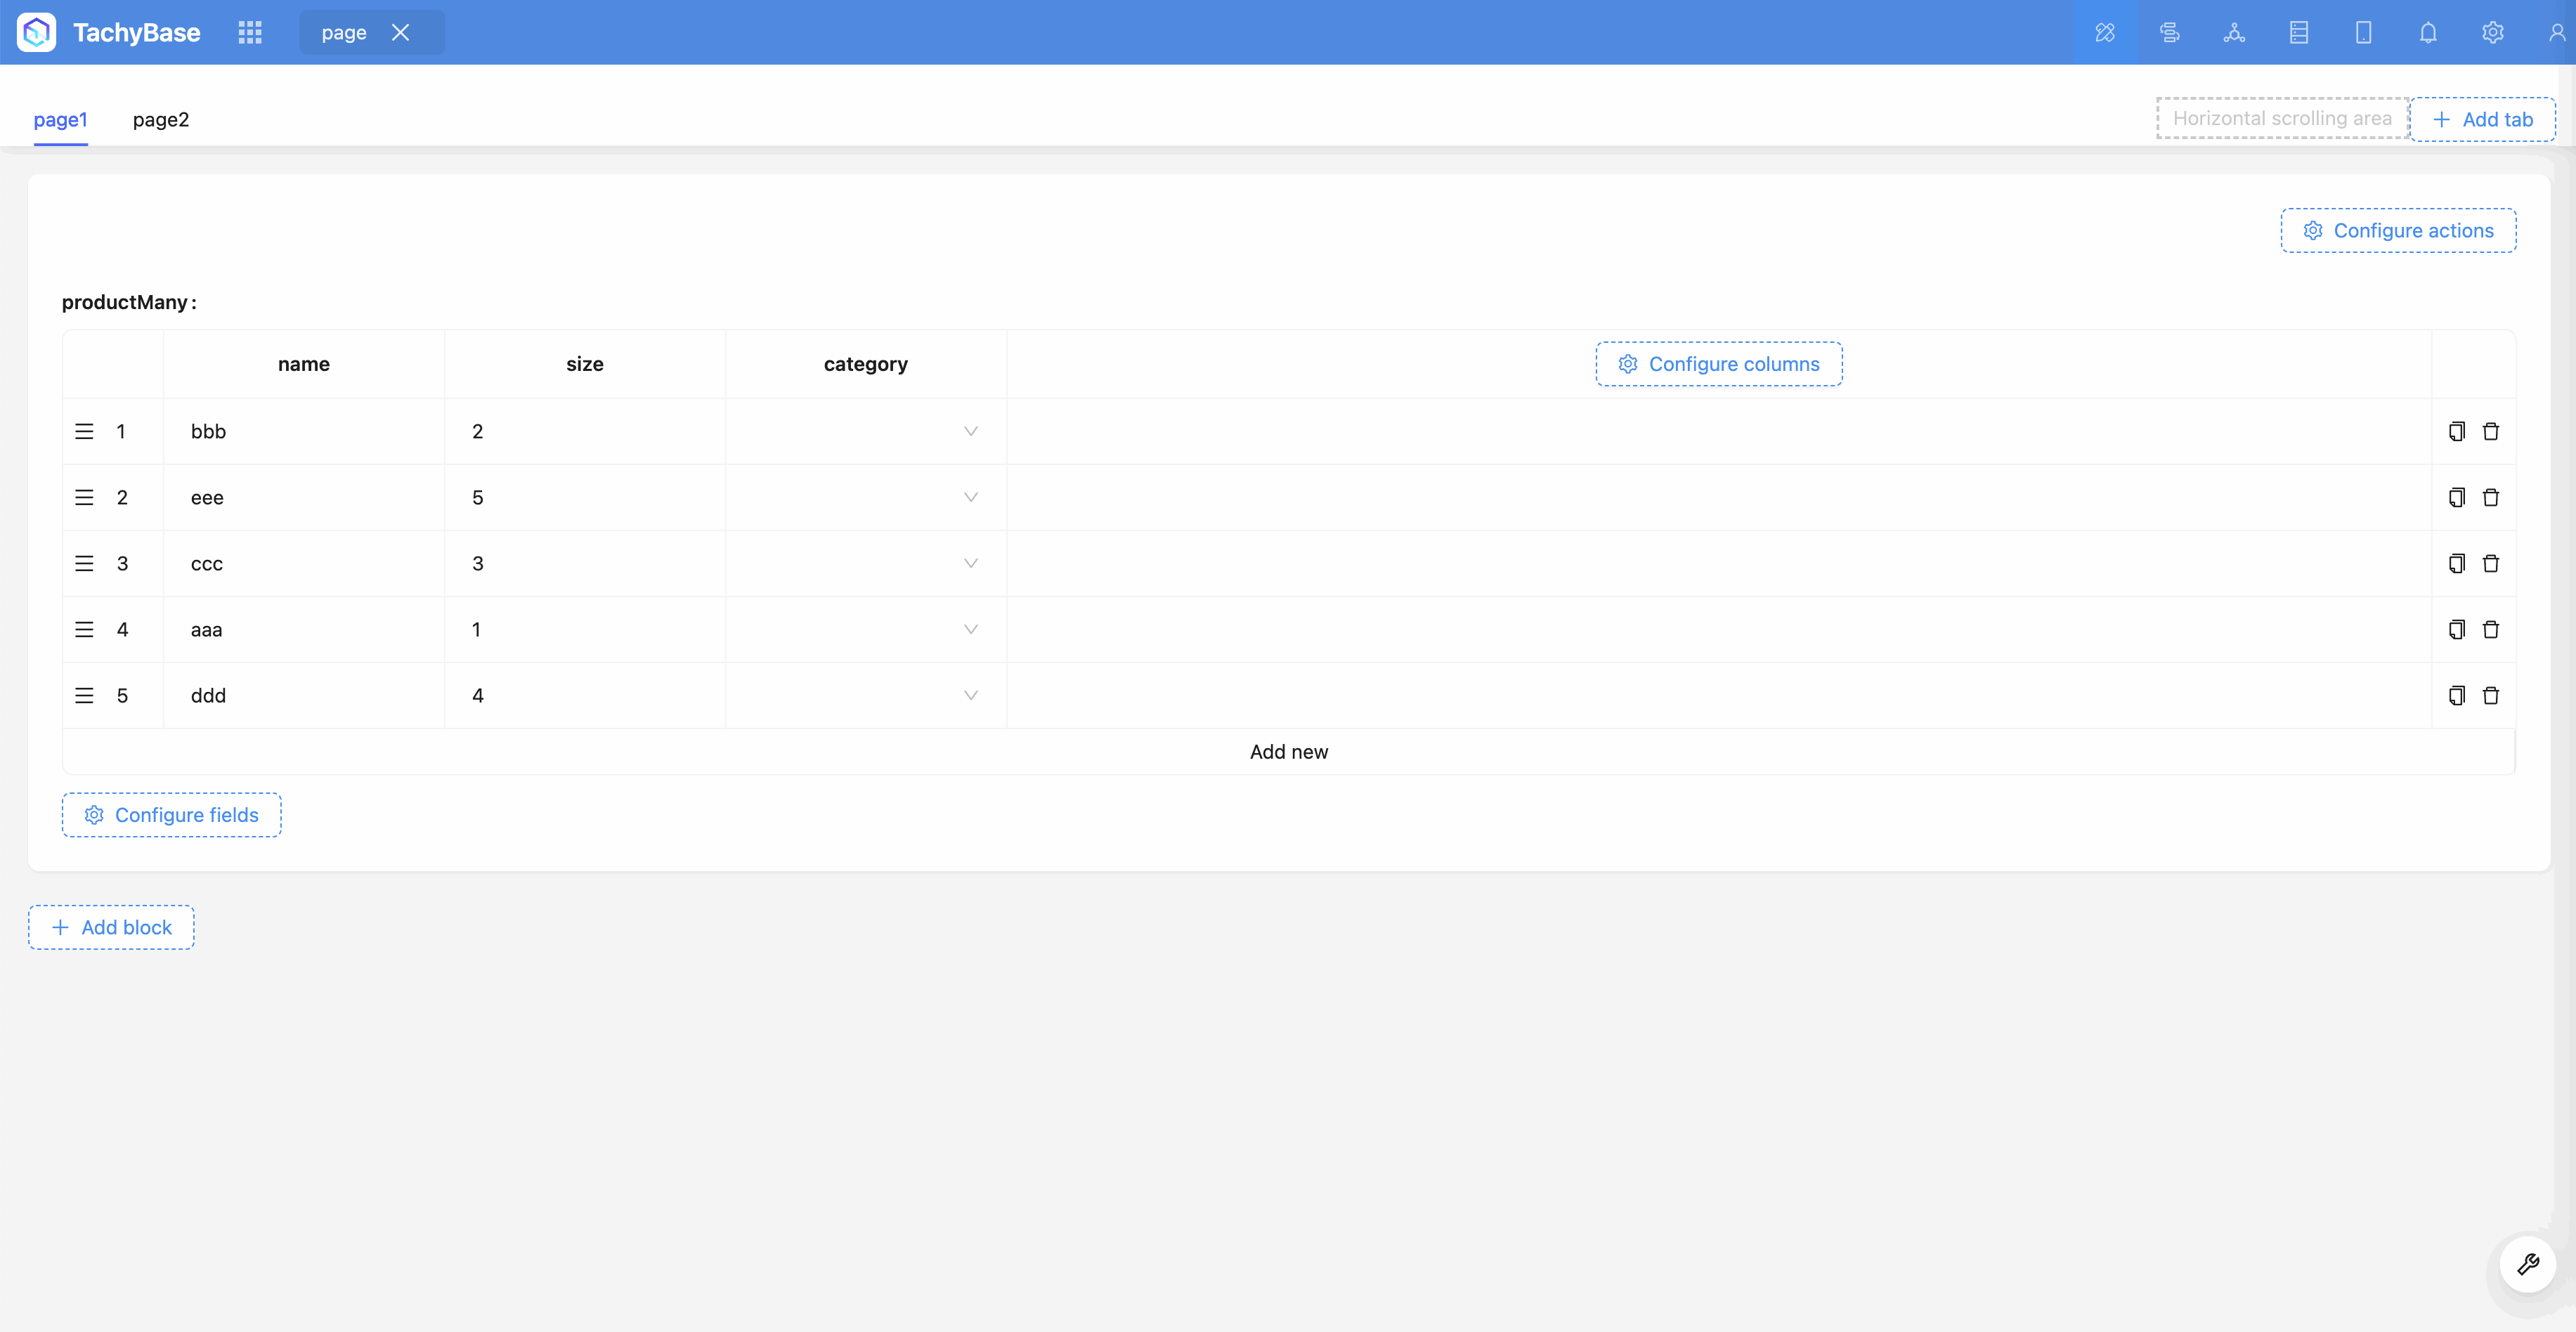 TachyBase page
page1 page2 Horizontal scrolling area Add tab
Configure actions
productMany:
name size category Configure columns
1 bbb 2
2 eee 5
3 ccc 3
4 aaa 1
5 ddd 4
Add new
Configure fields
Add block